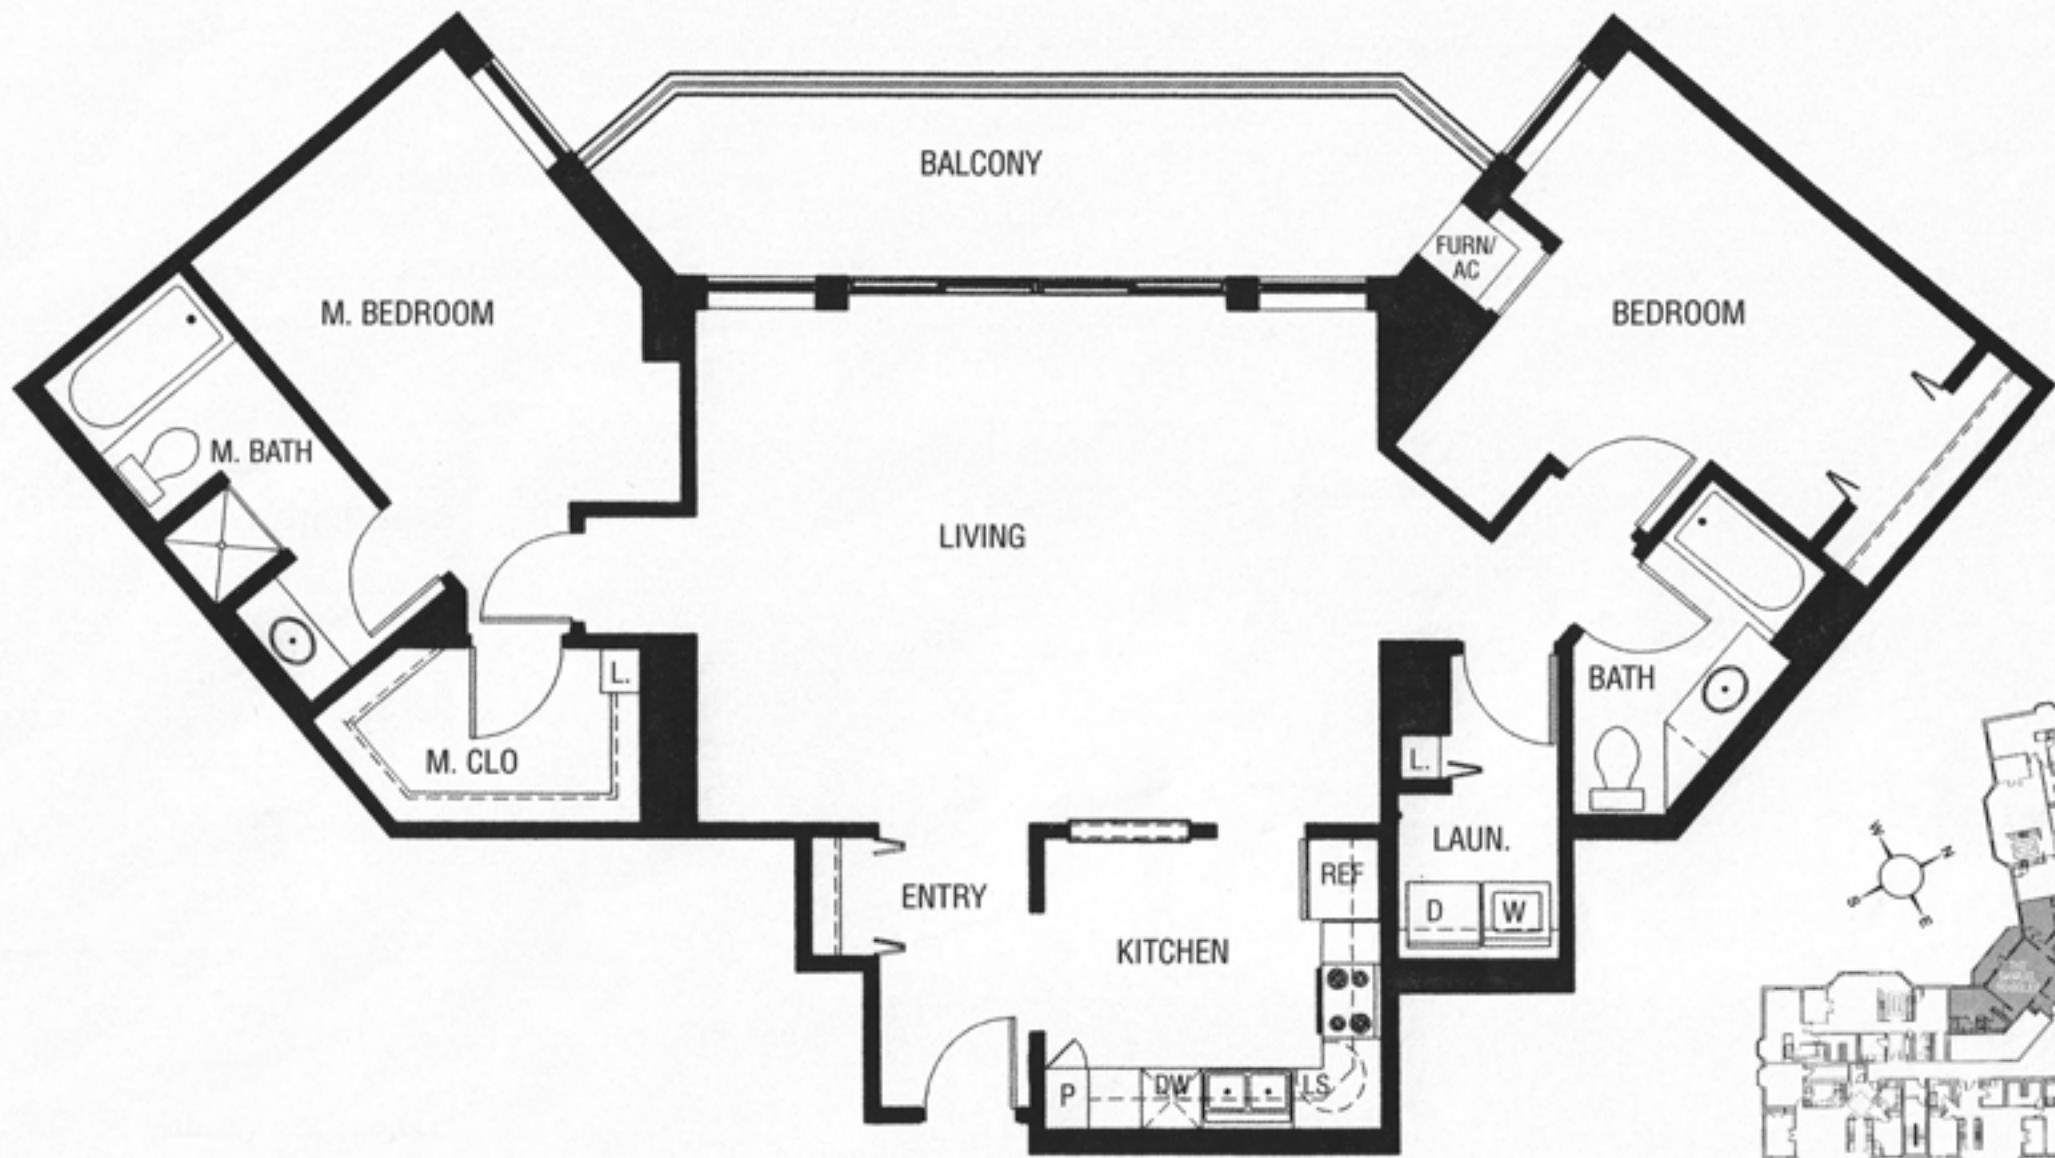 BALCONY
FURN/
AC
M. BEDROOM
BEDROOM
M. BATH
LIVING
L.
BATH
M. CLO
L.
LAUN.
REF
ENTRY
D
W
KITCHEN
P
DW
LS
W
N
S
E